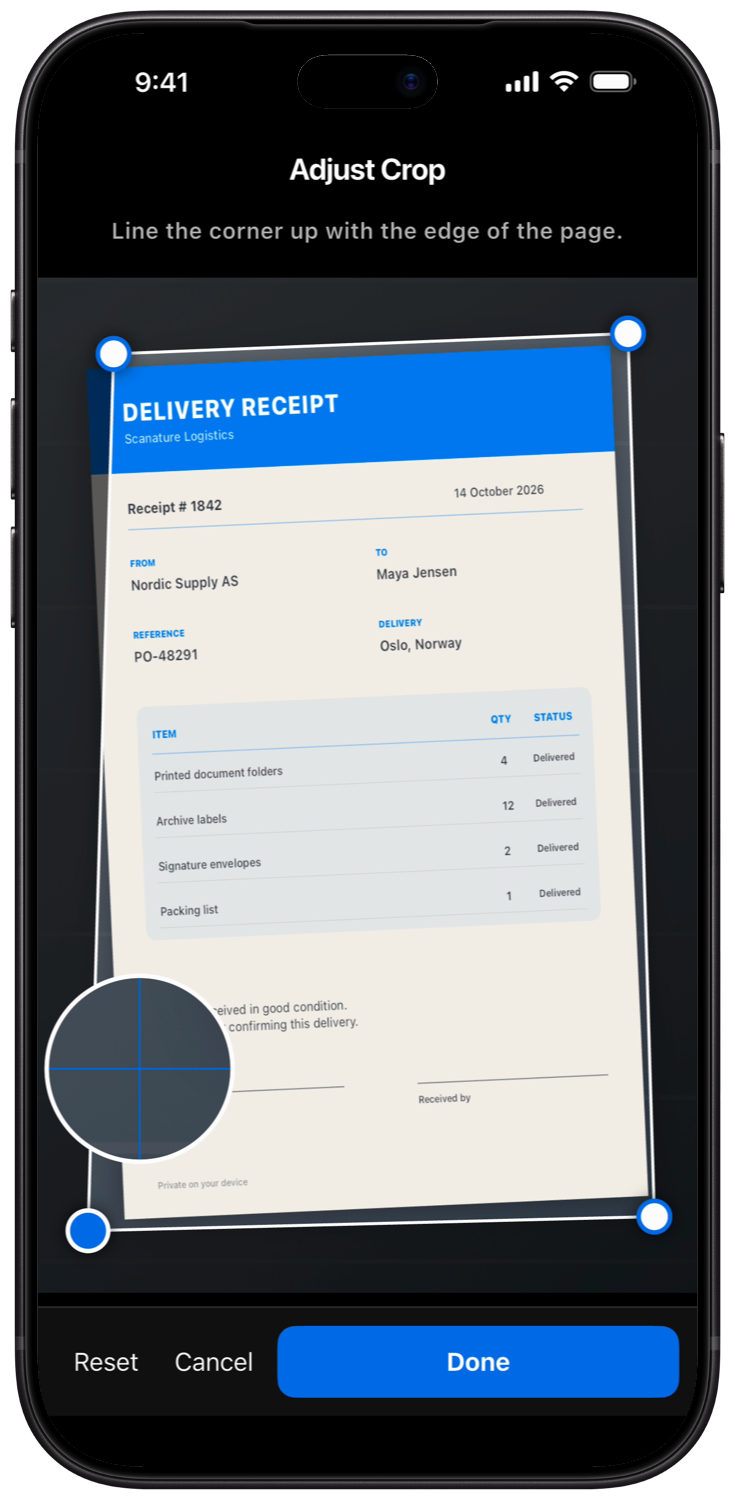 9:41
Adjust Crop
Line the corner up with the edge of the page.
DELIVERY RECEIPT
Scanature Logistics
Receipt # 1842
14 October 2026
FROM
Nordic Supply AS
TO
Maya Jensen
REFERENCE
PO-48291
DELIVERY
Oslo, Norway
ITEM QTY STATUS
Printed document folders 4 Delivered
Archive labels 12 Delivered
Signature envelopes 2 Delivered
Packing list 1 Delivered
in good condition.
confirming this delivery.
Received by
Private on your device
Reset Cancel Done